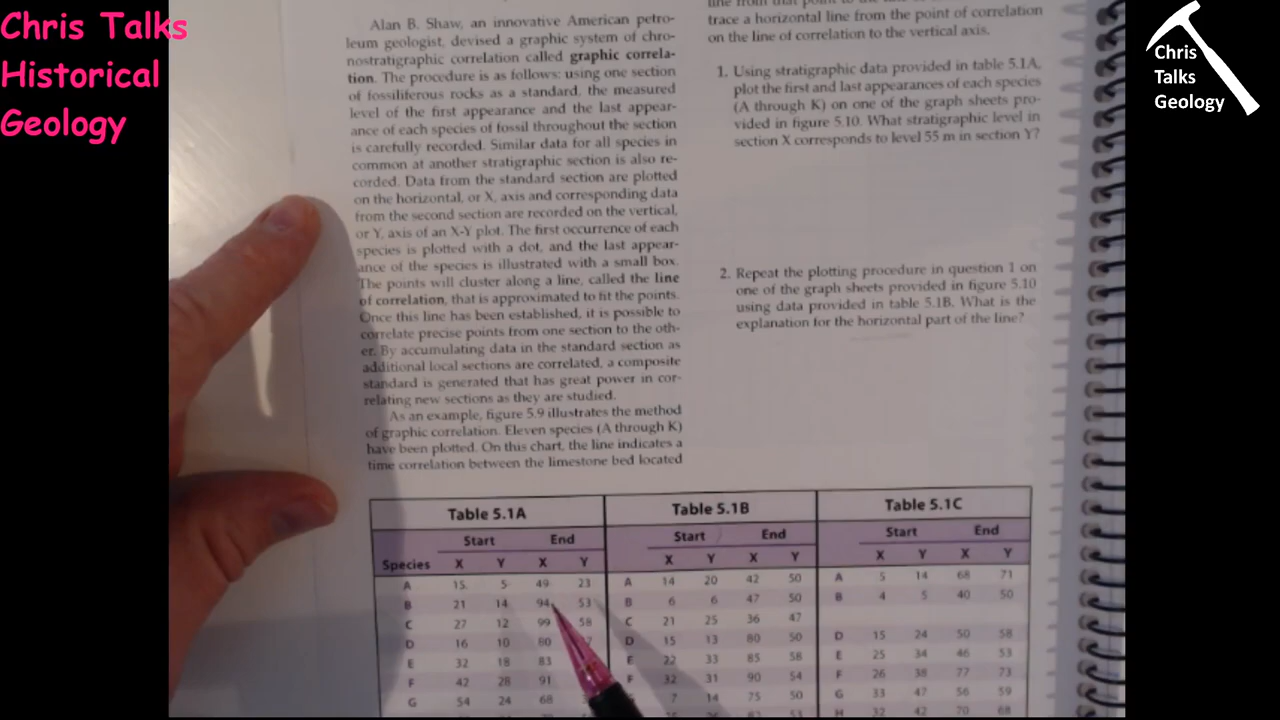 Chris Talks
Historical
Geology
Chris
Talks
Geology
Alan B. Shaw, an innovative American petro-
leum geologist, devised a graphic system of chro-
nostratigraphic correlation called graphic correla-
tion. The procedure is as follows: using one section
of fossiliferous rocks as a standard, the measured
level of the first appearance and the last appear-
ance of each species of fossil throughout the section
is carefully recorded. Similar data for all species in
common at another stratigraphic section is also re-
corded. Data from the standard section are plotted
on the horizontal, or X, axis and corresponding data
from the second section are recorded on the vertical,
or Y, axis of an X-Y plot. The first occurrence of each
species is plotted with a dot, and the last appear-
ance of the species is illustrated with a small box.
The points will cluster along a line, called the line
of correlation, that is approximated to fit the points.
Once this line has been established, it is possible to
correlate precise points from one section to the oth-
er. By accumulating data in the standard section as
additional local sections are correlated, a composite
standard is generated that has great power in cor-
relating new sections as they are studied.
As an example, figure 5.9 illustrates the method
of graphic correlation. Eleven species (A through K)
have been plotted. On this chart, the line indicates a
time correlation between the limestone bed located
trace a horizontal line from the point of correlation
on the line of correlation to the vertical axis.
1. Using stratigraphic data provided in table 5.1A,
plot the first and last appearances of each species
(A through K) on one of the graph sheets pro-
vided in figure 5.10. What stratigraphic level in
section X corresponds to level 55 m in section Y?
2. Repeat the plotting procedure in question 1 on
one of the graph sheets provided in figure 5.10
using data provided in table 5.1B. What is the
explanation for the horizontal part of the line?
Table 5.1A Table 5.1B Table 5.1C
Start End Start End Start End
Species X Y X Y X Y X Y X Y X Y
A 15 5 49 23 A 14 20 42 50 A 5 14 68 71
B 21 14 94 53 B 6 6 47 50 B 4 5 40 50
C 27 12 99 58 C 21 25 36 47
D 16 10 80 D 15 13 80 50 D 15 24 50 58
E 32 18 83 E 22 33 85 58 E 25 34 46 53
F 42 28 91 F 32 31 90 54 F 26 38 77 73
G 54 24 68 7 14 75 50 G 33 47 56 59
H 32 42 70 68